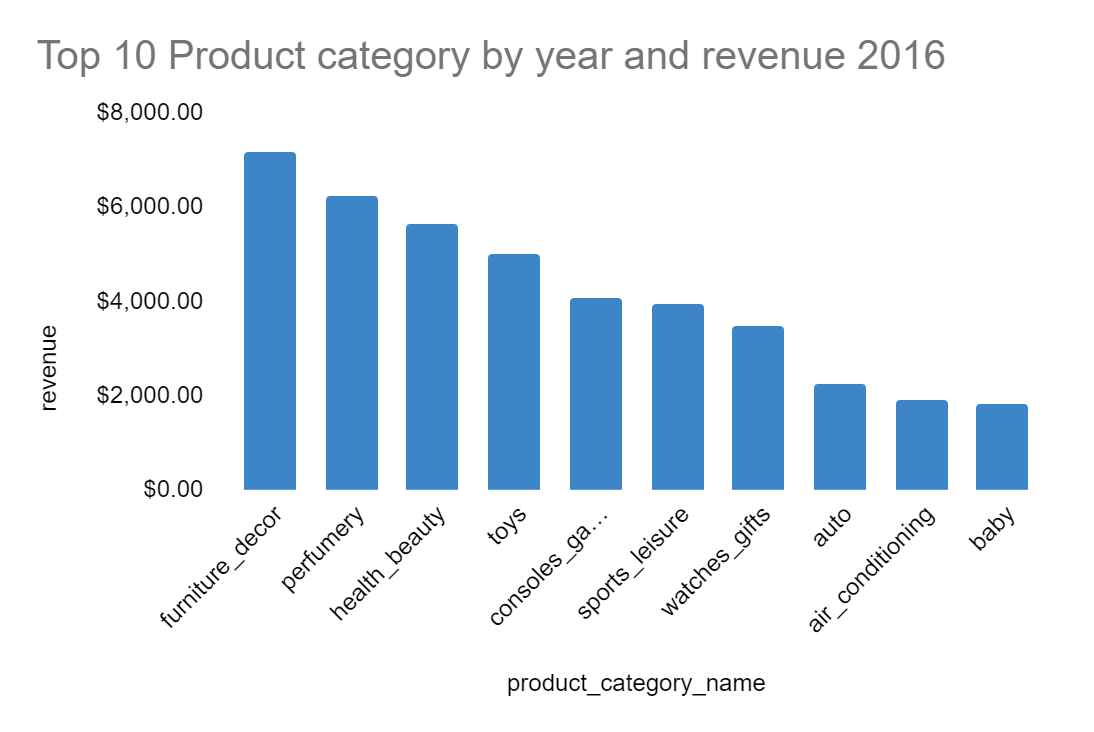 Top 10 Product category by year and revenue 2016
$8,000.00
$6,000.00
$4,000.00
$2,000.00
$0.00
revenue
furniture_decor
perfumery
health_beauty
toys
consoles_ga…
sports_leisure
watches_gifts
auto
air_conditioning
baby
product_category_name